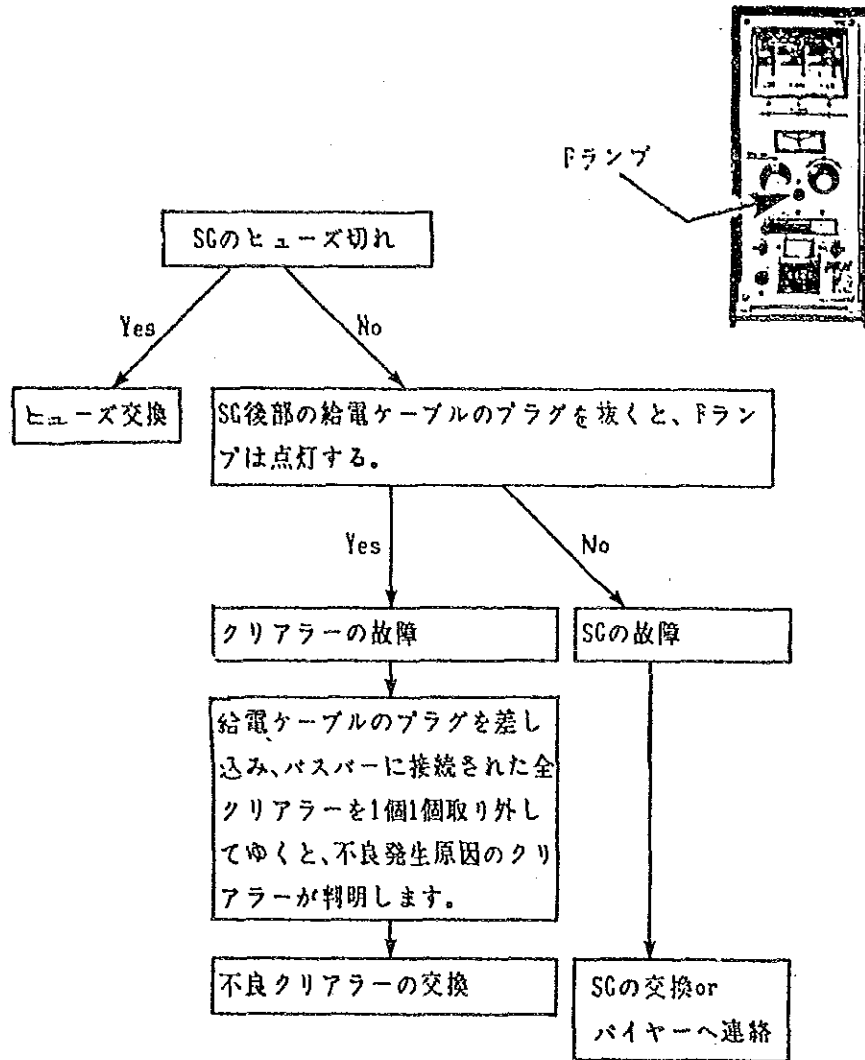 Fランプ
SGのヒューズ切れ
Yes
No
ヒューズ交換
SG後部の給電ケーブルのプラグを抜くと、Fラン
プは点灯する。
Yes
No
クリアラーの故障
SGの故障
給電ケーブルのプラグを差し
込み、バスバーに接続された全
クリアラーを1個1個取り外し
てゆくと、不良発生原因のクリ
アラーが判明します。
不良クリアラーの交換
SGの交換or
バイヤーへ連絡